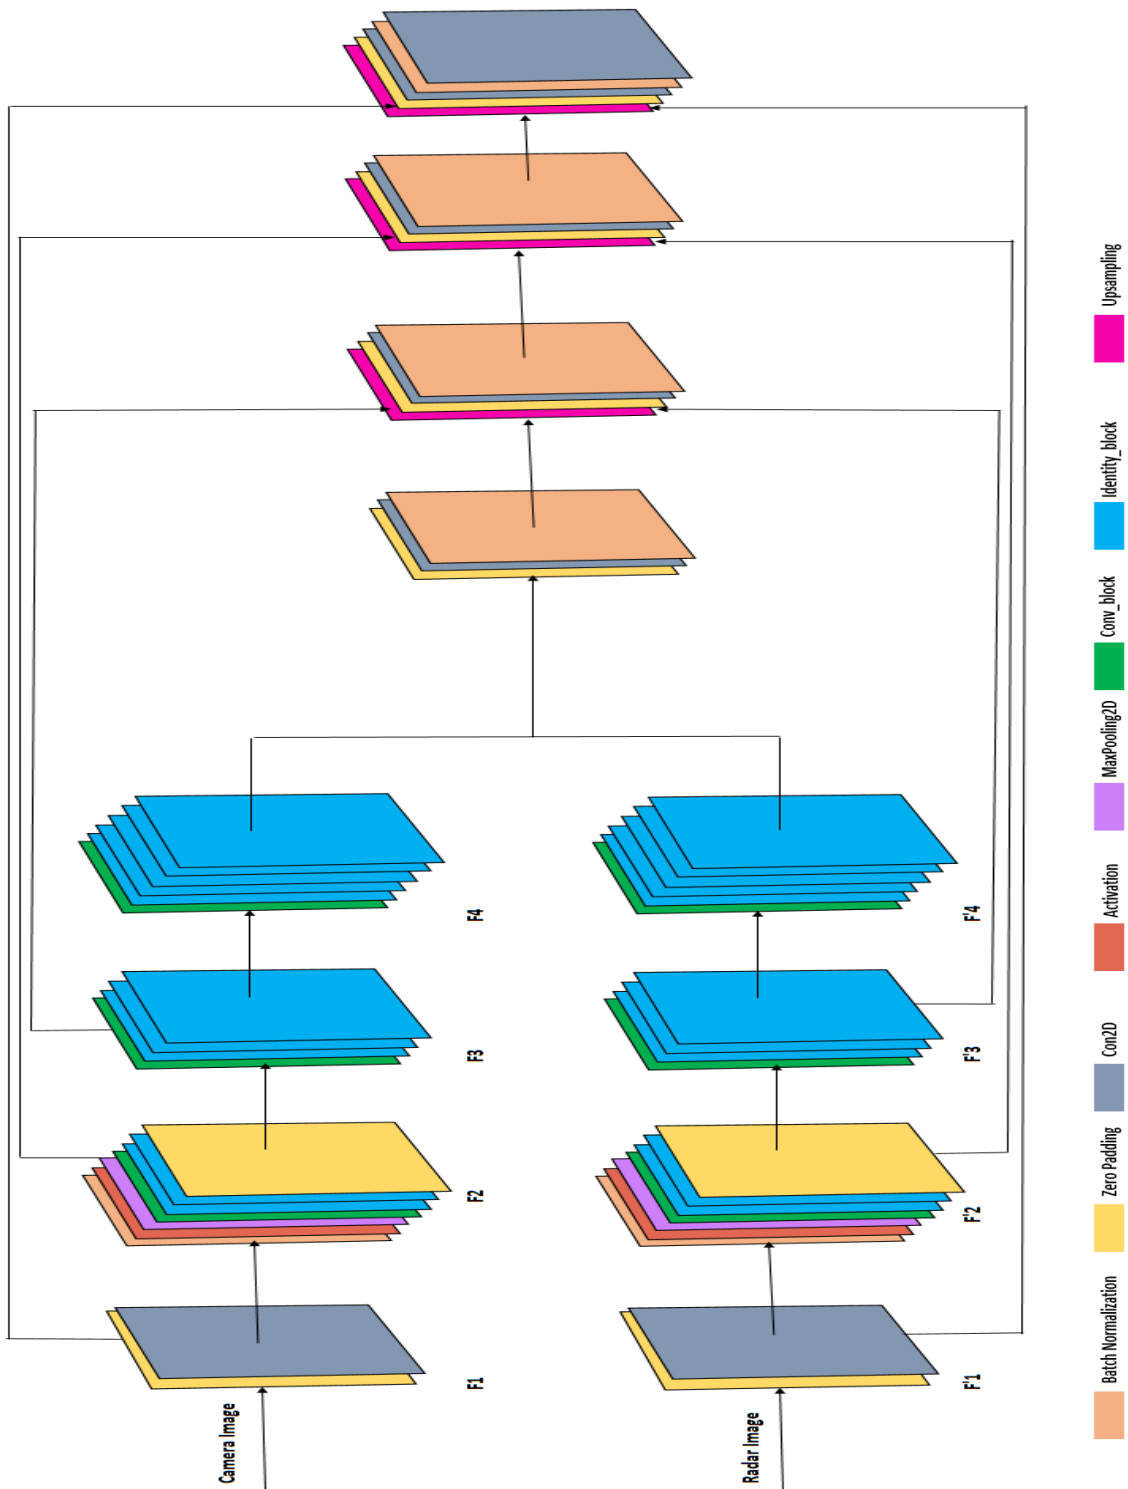 Upsampling
Identity_block
Conv_block
MaxPooling2D
Activation
Con2D
Zero Padding
Batch Normalization
F4
F'4
F3
F'3
F2
F'2
F1
F'1
Camera Image
Radar Image